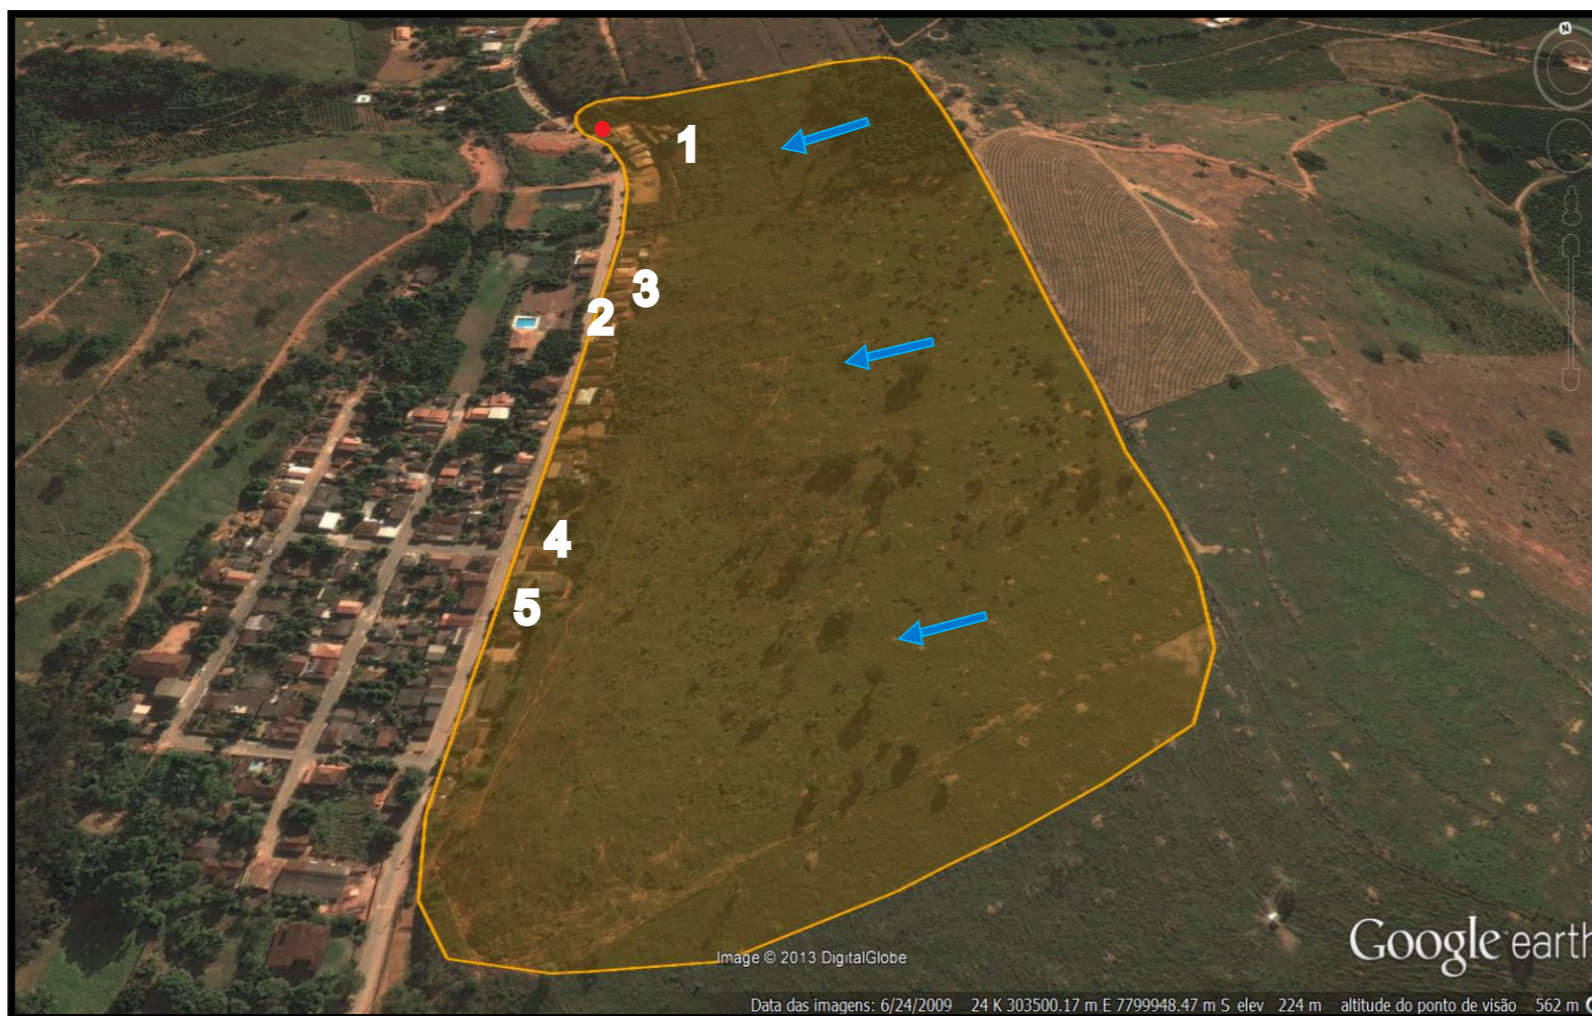 N
1
3
2
4
5
Image © 2013 DigitalGlobe
Google earth
Data das imagens: 6/24/2009 24 K 303500.17 m E 7799948.47 m S elev 224 m altitude do ponto de visão 562 m